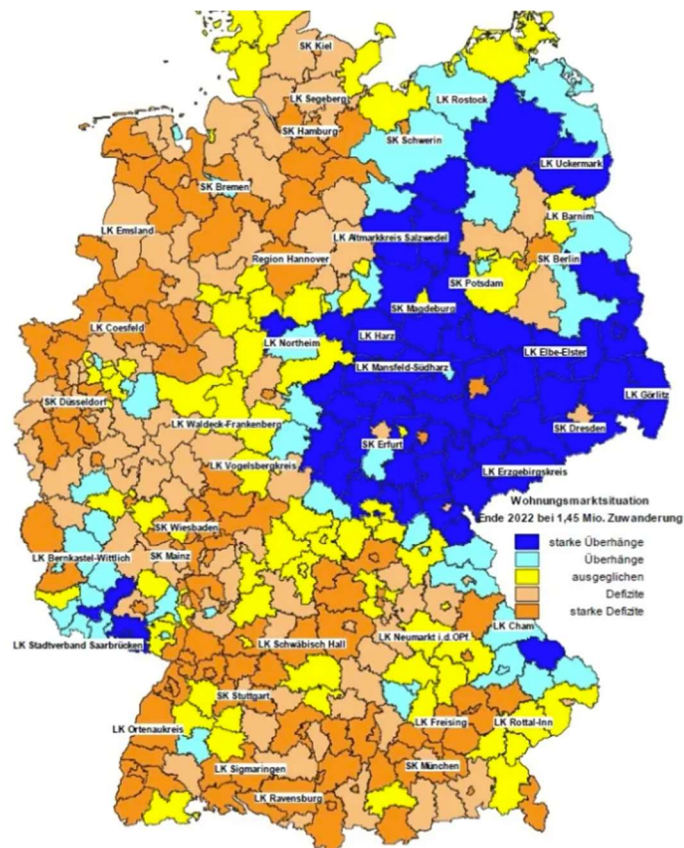 SK Kiel
LK Segeberg
LK Rostock
SK Hamburg
SK Schwerin
LK Uckermark
SK Bremen
LK Barnim
LK Emsland
LK Altmarkkreis Salzwedel
Region Hannover
SK Berlin
SK Potsdam
SK Magdeburg
LK Coesfeld
LK Northeim
LK Harz
LK Elbe-Elster
LK Mansfeld-Südharz
LK Görlitz
SK Düsseldorf
LK Waldeck-Frankenberg
SK Dresden
SK Erfurt
LK Vogelsbergkreis
LK Erzgebirgskreis
Wohnungsmarktsituation
Ende 2022 bei 1,45 Mio. Zuwanderung
starke Überhänge
Überhänge
ausgeglichen
Defizite
starke Defizite
SK Wiesbaden
LK Bernkastel-Wittlich
SK Mainz
LK Cham
LK Stadtverband Saarbrücken
LK Schwäbisch Hall
LK Neumarkt i.d.OPf.
SK Stuttgart
LK Ortenaukreis
LK Freising
LK Rottal-Inn
LK Sigmaringen
SK München
LK Ravensburg